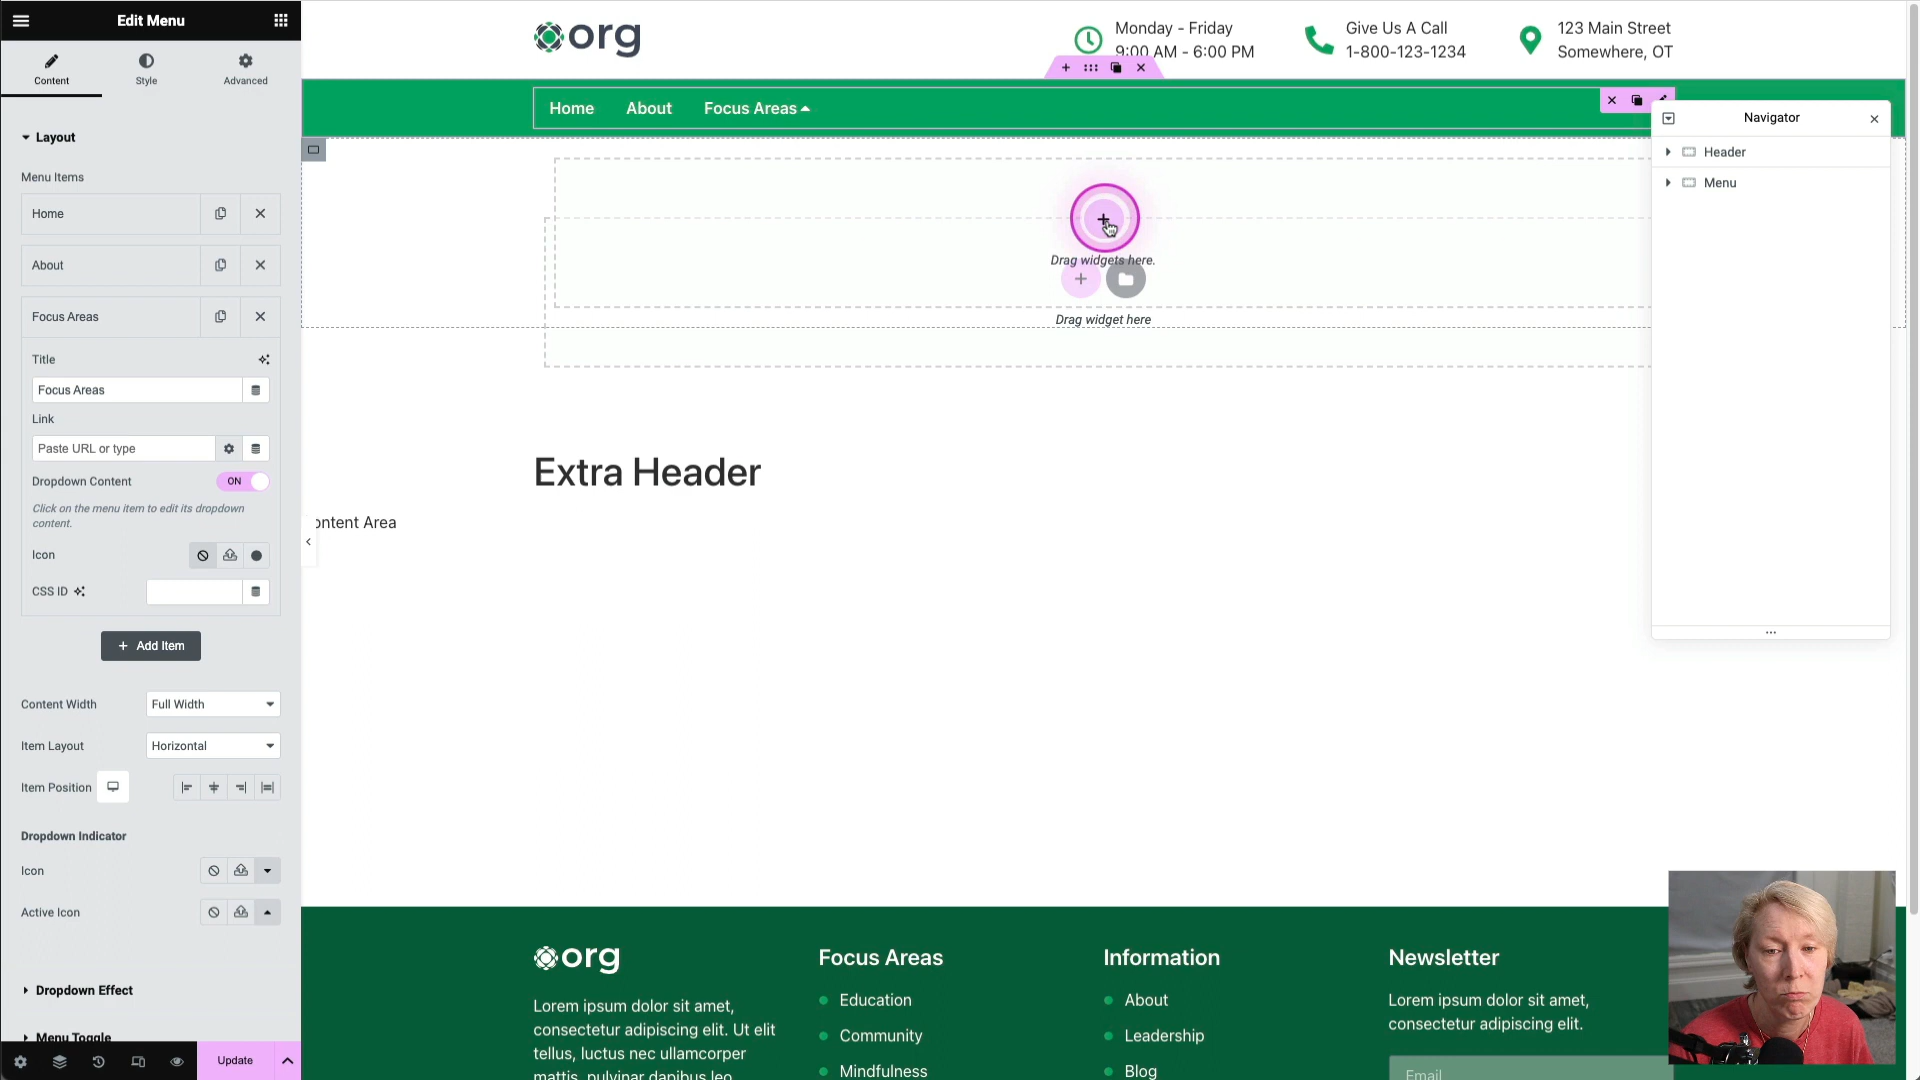 Edit Menu
Content
Style
Advanced
Layout
Menu Items
Home
About
Focus Areas
Title
Focus Areas
Link
Paste URL or type
Dropdown Content
ON
Click on the menu item to edit its dropdown
content.
Icon
CSS ID
+ Add Item
Content Width
Full Width
Item Layout
Horizontal
Item Position
Dropdown Indicator
Icon
Active Icon
Dropdown Effect
Menu Toggle
Update
org
Monday - Friday
9:00 AM - 6:00 PM
Give Us A Call
1-800-123-1234
123 Main Street
Somewhere, OT
Home
About
Focus Areas
Drag widgets here.
Drag widget here
Extra Header
ontent Area
Navigator
Header
Menu
org
Lorem ipsum dolor sit amet,
consectetur adipiscing elit. Ut elit
tellus, luctus nec ullamcorper
mattis, pulvinar dapibus leo.
Focus Areas
Education
Community
Mindfulness
Information
About
Leadership
Blog
Newsletter
Lorem ipsum dolor sit amet,
consectetur adipiscing elit.
Email